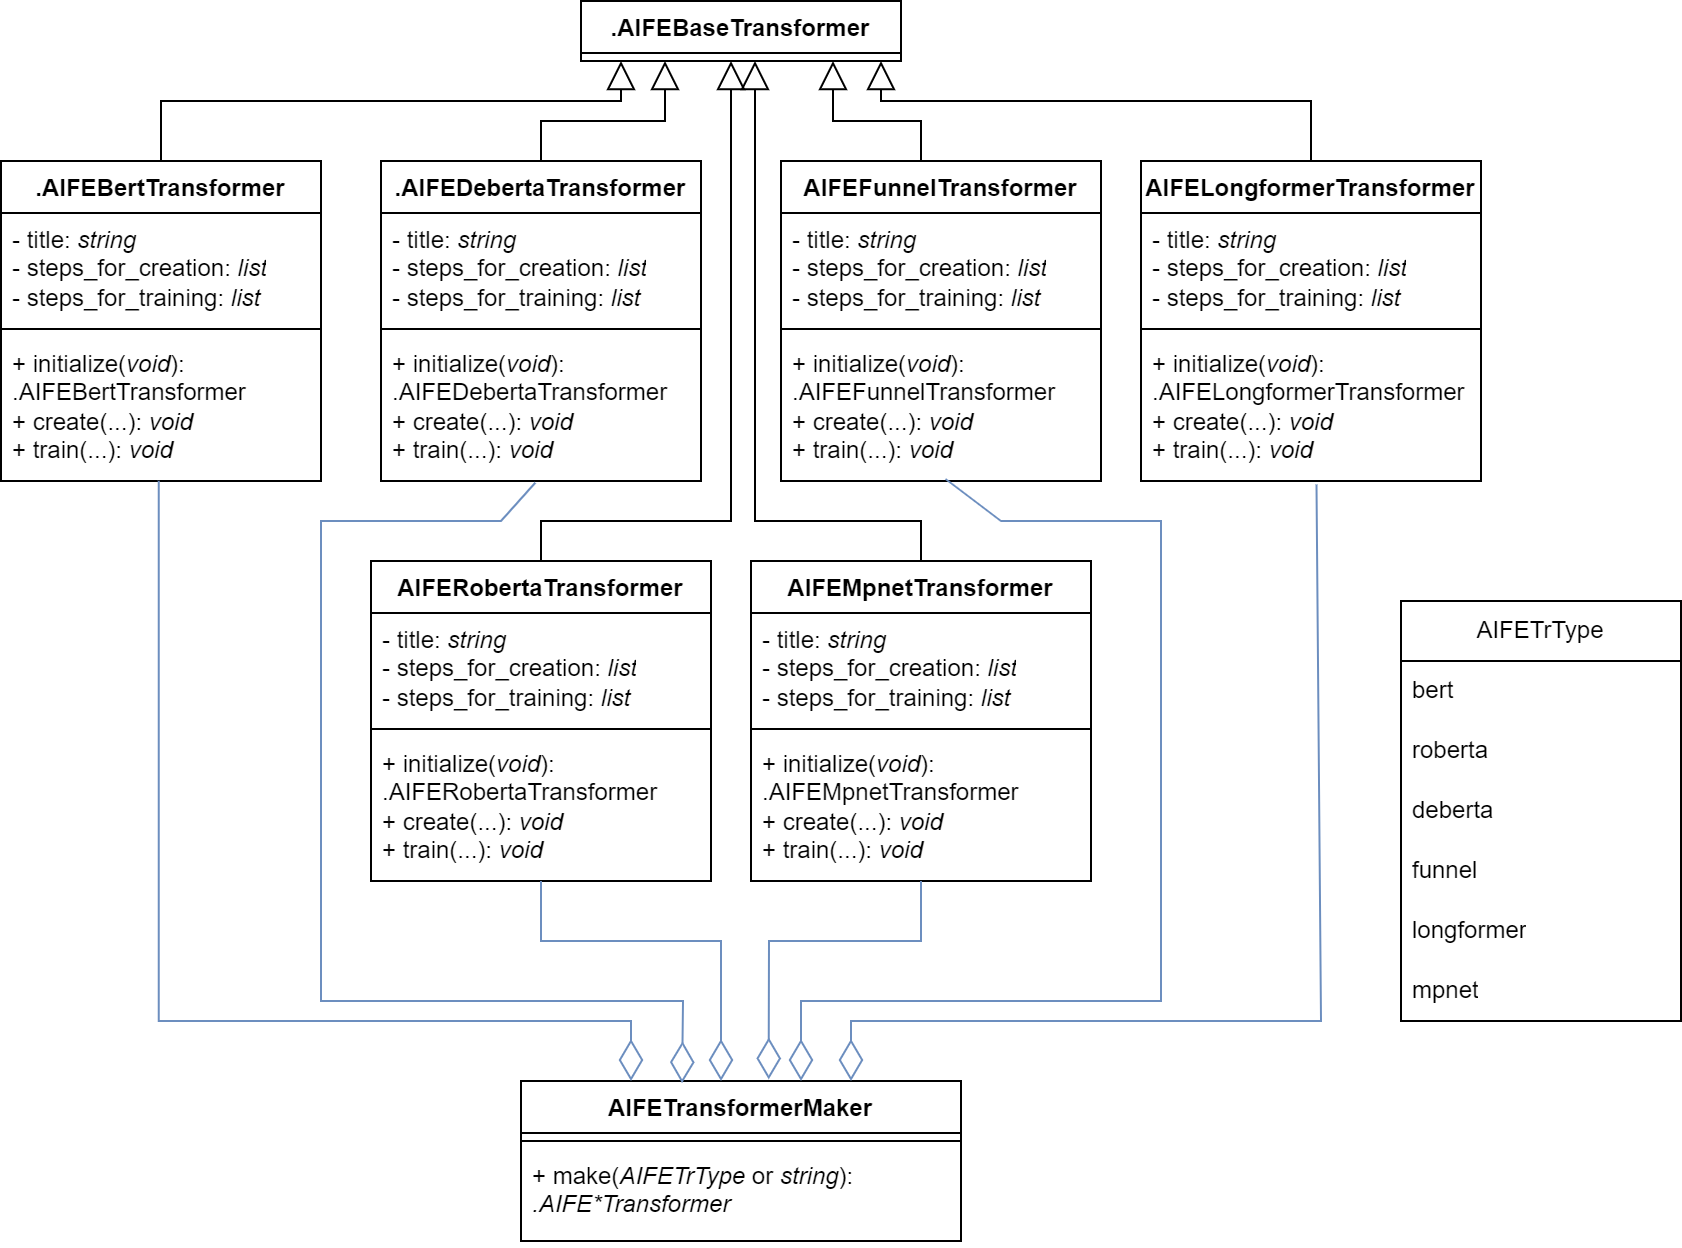 .AIFEBaseTransformer
.AIFEBertTransformer
- title: string
- steps_for_creation: list
- steps_for_training: list
+ initialize(void):
.AIFEBertTransformer
+ create(...): void
+ train(...): void
.AIFEDebertaTransformer
- title: string
- steps_for_creation: list
- steps_for_training: list
+ initialize(void):
.AIFEDebertaTransformer
+ create(...): void
+ train(...): void
AIFEFunnelTransformer
- title: string
- steps_for_creation: list
- steps_for_training: list
+ initialize(void):
.AIFEFunnelTransformer
+ create(...): void
+ train(...): void
AIFELongformerTransformer
- title: string
- steps_for_creation: list
- steps_for_training: list
+ initialize(void):
.AIFELongformerTransformer
+ create(...): void
+ train(...): void
AIFERobertaTransformer
- title: string
- steps_for_creation: list
- steps_for_training: list
+ initialize(void):
.AIFERobertaTransformer
+ create(...): void
+ train(...): void
AIFEMpnetTransformer
- title: string
- steps_for_creation: list
- steps_for_training: list
+ initialize(void):
.AIFEMpnetTransformer
+ create(...): void
+ train(...): void
AIFETrType
bert
roberta
deberta
funnel
longformer
mpnet
AIFETransformerMaker
+ make(AIFETrType or string):
.AIFE*Transformer